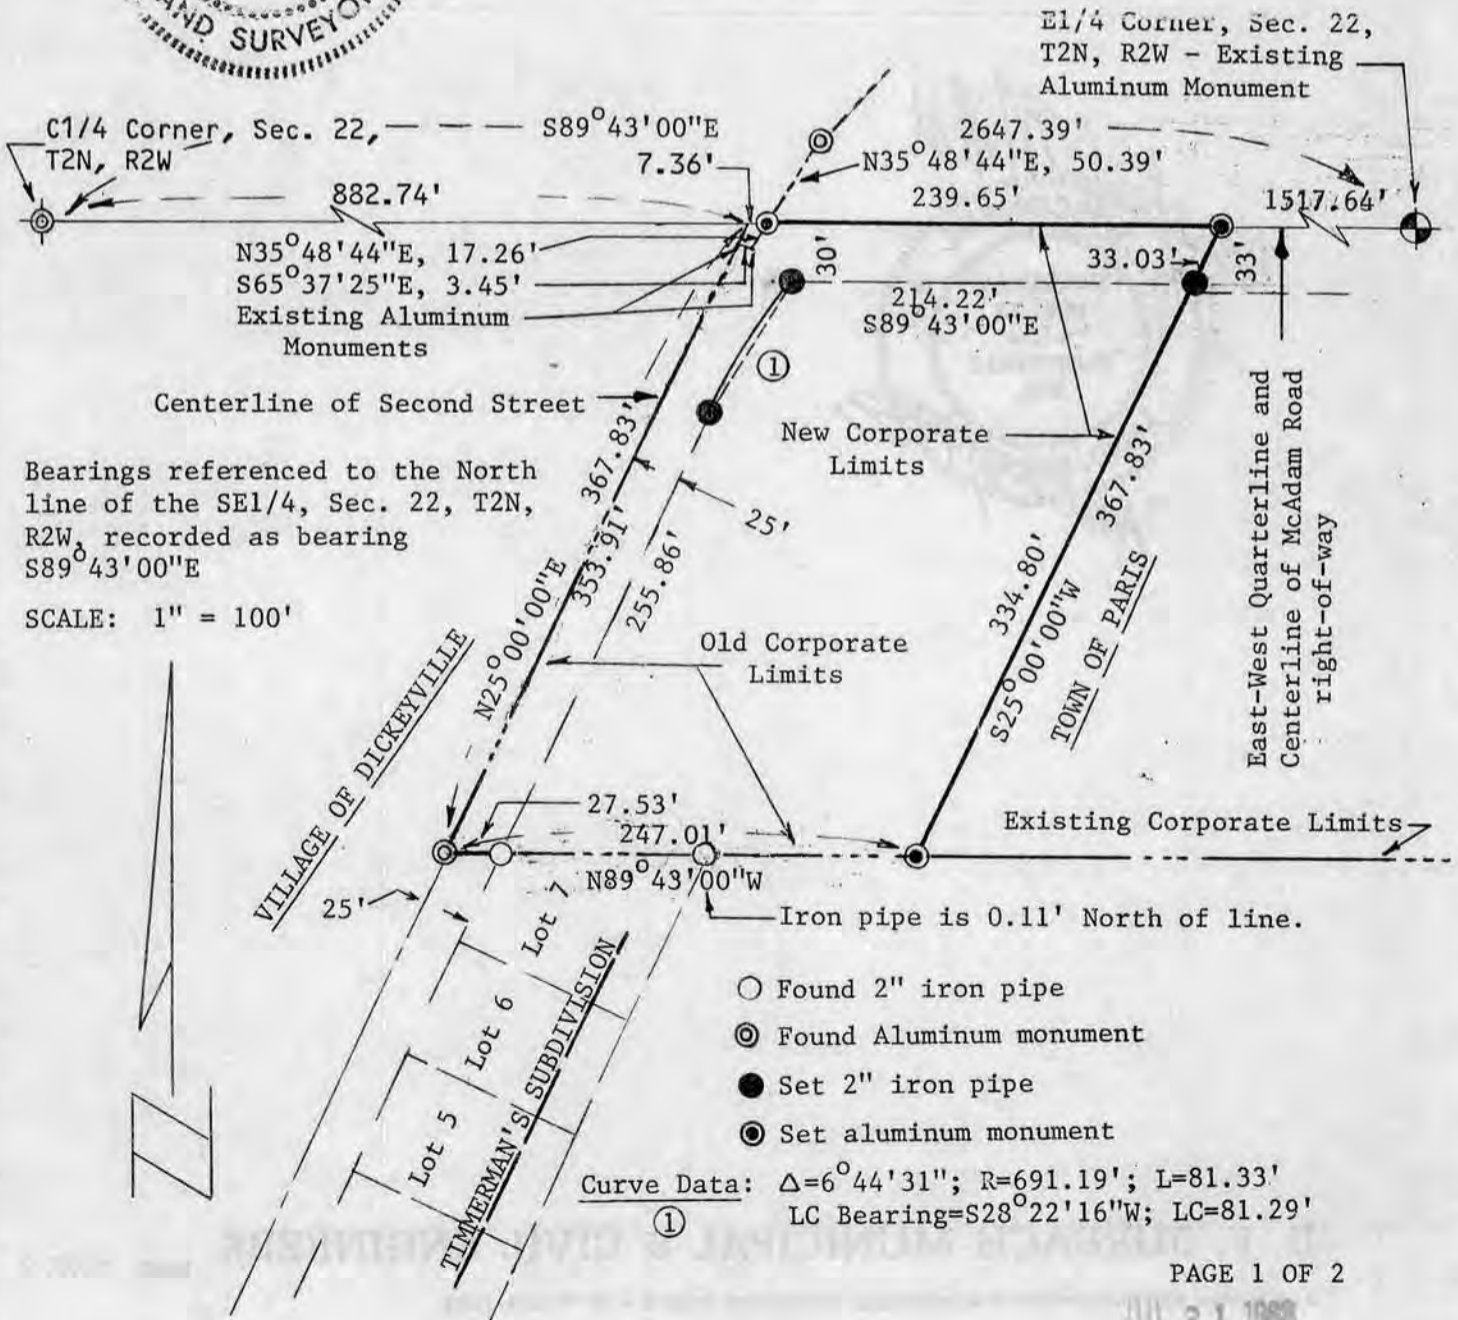 AND SURVEYO
E1/4 Corner, Sec. 22,
T2N, R2W - Existing
Aluminum Monument
C1/4 Corner, Sec. 22,
T2N, R2W
S89°43'00"E
7.36'
2647.39'
N35°48'44"E, 50.39'
882.74'
239.65'
1517.64'
N35°48'44"E, 17.26'
S65°37'25"E, 3.45'
Existing Aluminum
Monuments
30'
33.03'
33'
214.22'
S89°43'00"E
1
Centerline of Second Street
New Corporate
Limits
367.83'
353.91'
N25°00'00"E
255.86'
25'
367.83'
334.80'
S25°00'00"W
TOWN OF PARIS
East-West Quarterline and
Centerline of McAdam Road
right-of-way
Bearings referenced to the North
line of the SE1/4, Sec. 22, T2N,
R2W, recorded as bearing
S89°43'00"E
SCALE: 1" = 100'
Old Corporate
Limits
VILLAGE OF DICKEYVILLE
27.53'
247.01'
N89°43'00"W
Existing Corporate Limits
25'
Iron pipe is 0.11' North of line.
Lot 7
Lot 6
Lot 5
TIMMERMAN'S SUBDIVISION
Found 2" iron pipe
Found Aluminum monument
Set 2" iron pipe
Set aluminum monument
Curve Data: Δ=6°44'31"; R=691.19'; L=81.33'
1 LC Bearing=S28°22'16"W; LC=81.29'
PAGE 1 OF 2